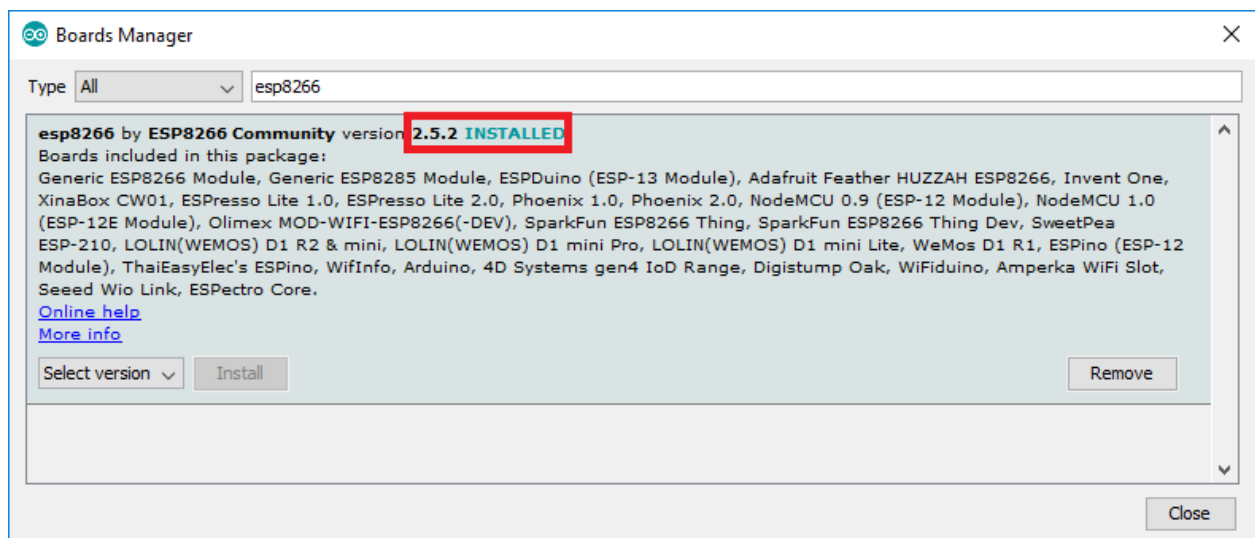 Boards Manager
Type All esp8266
esp8266 by ESP8266 Community version 2.5.2 INSTALLED
Boards included in this package:
Generic ESP8266 Module, Generic ESP8285 Module, ESPDuino (ESP-13 Module), Adafruit Feather HUZZAH ESP8266, Invent One,
XinaBox CW01, ESPresso Lite 1.0, ESPresso Lite 2.0, Phoenix 1.0, Phoenix 2.0, NodeMCU 0.9 (ESP-12 Module), NodeMCU 1.0
(ESP-12E Module), Olimex MOD-WIFI-ESP8266(-DEV), SparkFun ESP8266 Thing, SparkFun ESP8266 Thing Dev, SweetPea
ESP-210, LOLIN(WEMOS) D1 R2 & mini, LOLIN(WEMOS) D1 mini Pro, LOLIN(WEMOS) D1 mini Lite, WeMos D1 R1, ESPino (ESP-12
Module), ThaiEasyElec's ESPino, WifInfo, Arduino, 4D Systems gen4 IoD Range, Digistump Oak, WiFiduino, Amperka WiFi Slot,
Seeed Wio Link, ESPectro Core.
Online help
More info
Select version Install Remove
Close